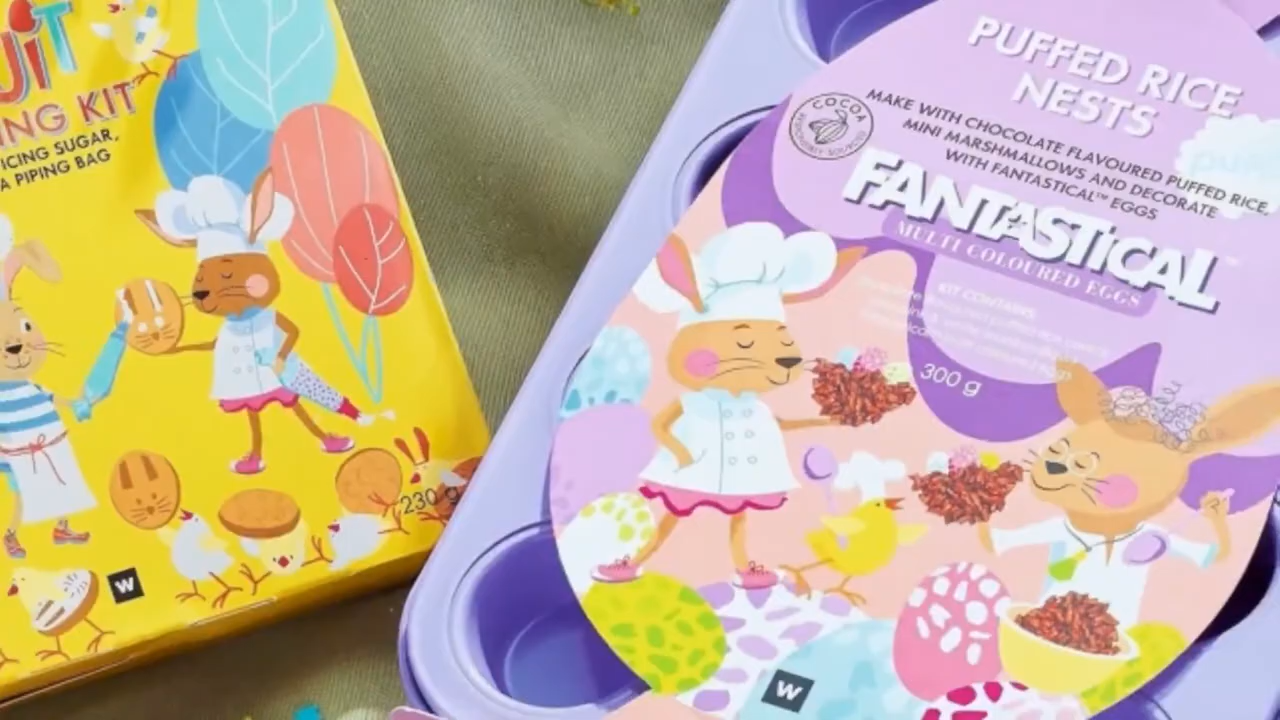 UIT
ING KIT
ICING SUGAR,
A PIPING BAG
230 g
W
PUFFED RICE
NESTS
COCOA
MAKE WITH CHOCOLATE FLAVOURED PUFFED RICE,
MINI MARSHMALLOWS AND DECORATE
WITH FANTASTICAL™ EGGS
FANTASTICAL™
MULTI COLOURED EGGS
KIT CONTAINS
300 g
W